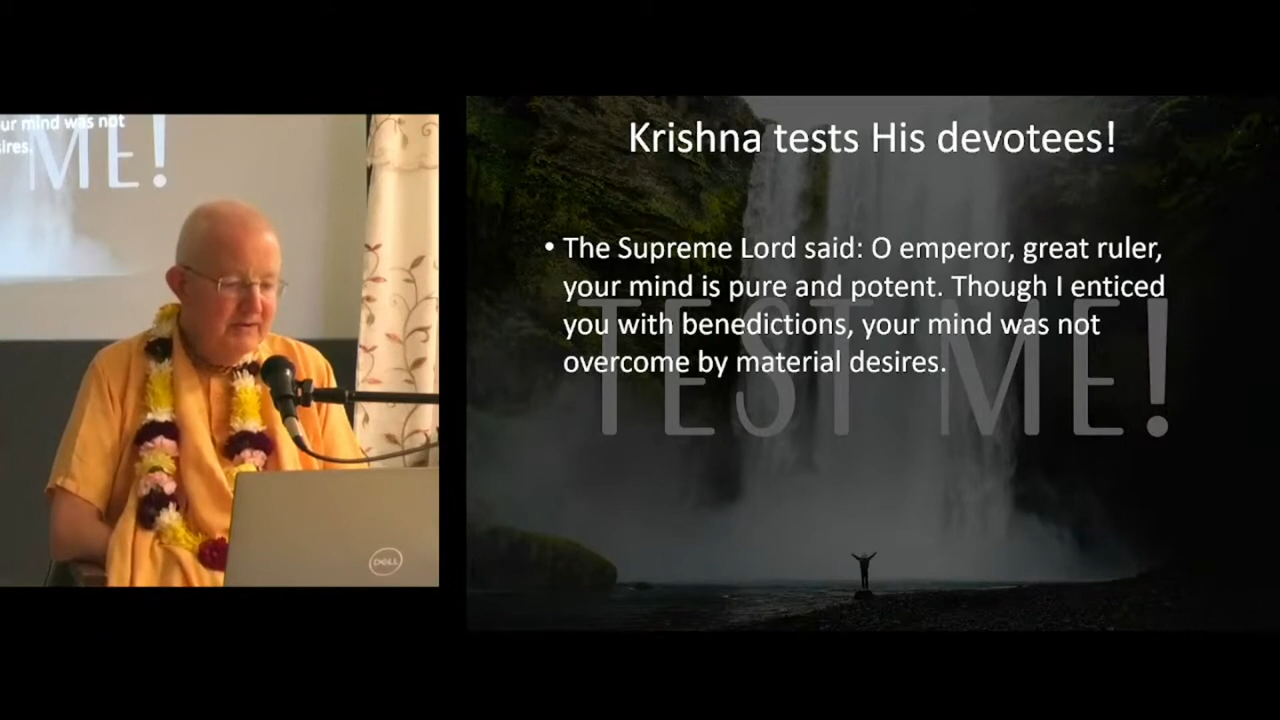 ur mind was not
sires.
ME!
DELL
Krishna tests His devotees!
• The Supreme Lord said: O emperor, great ruler,
your mind is pure and potent. Though I enticed
you with benedictions, your mind was not
overcome by material desires.
TEST ME!